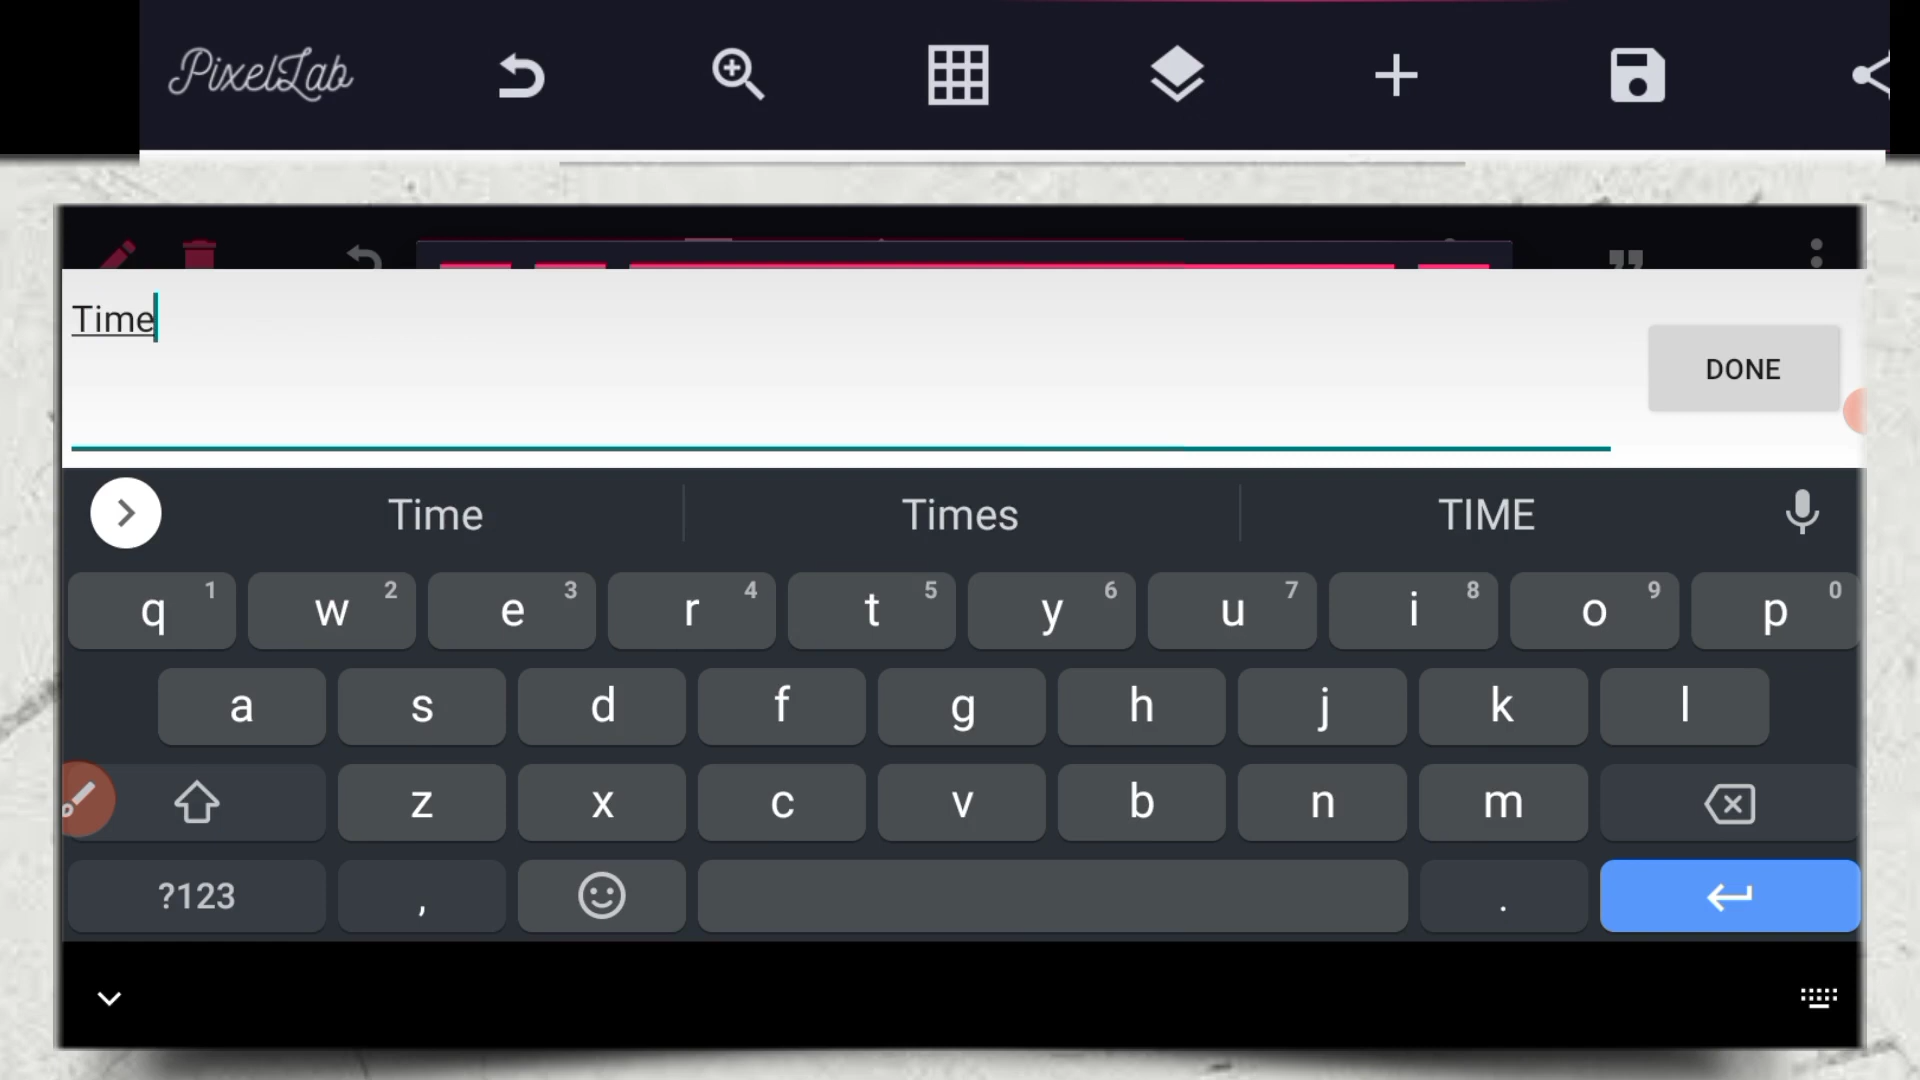 PixelLab
Time
DONE
Time Times TIME
q 1 w 2 e 3 r 4 t 5 y 6 u 7 i 8 o 9 p 0
a s d f g h j k l
z x c v b n m
?123 , .